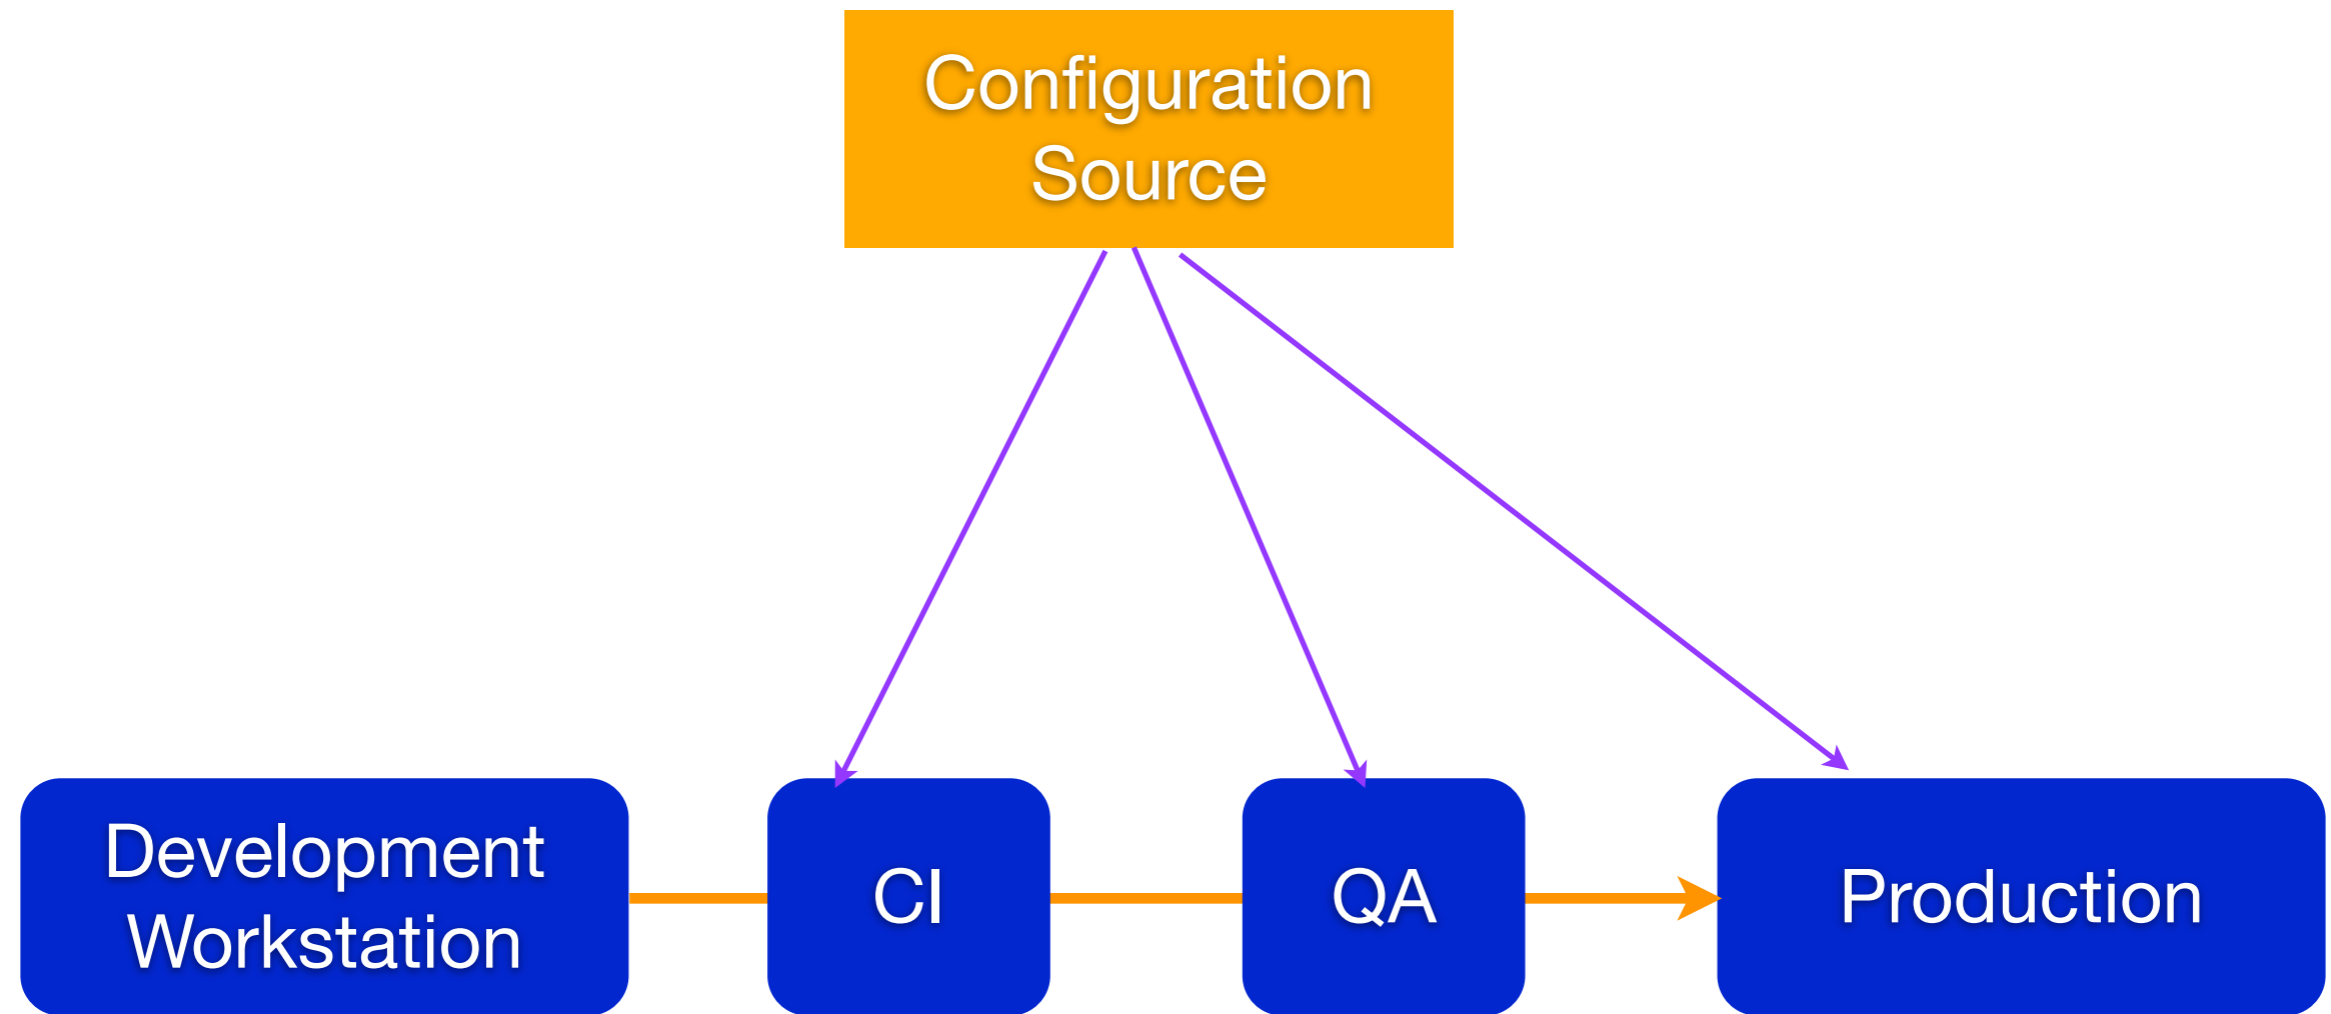 Configuration
Source
Development
Workstation
CI
QA
Production